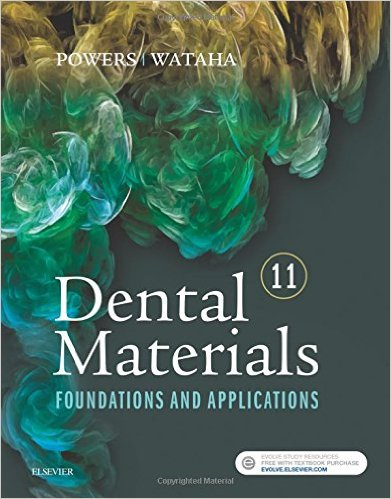 POWERS | WATAHA
11
Dental
Materials
FOUNDATIONS AND APPLICATIONS
EVOLVE STUDY RESOURCES
FREE WITH TEXTBOOK PURCHASE
EVOLVE.ELSEVIER.COM
ELSEVIER
Copyrighted Material